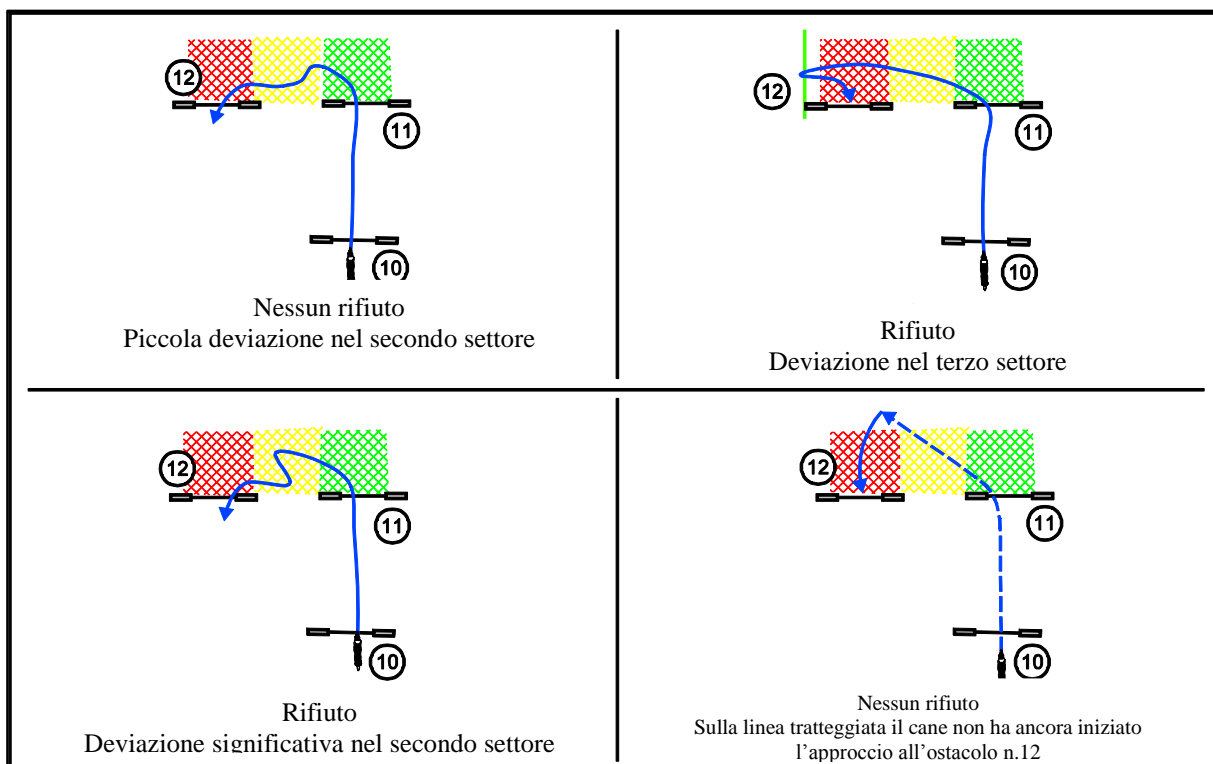 12
11
10
Nessun rifiuto
Piccola deviazione nel secondo settore
12
11
10
Rifiuto
Deviazione nel terzo settore
12
11
10
Rifiuto
Deviazione significativa nel secondo settore
12
11
10
Nessun rifiuto
Sulla linea tratteggiata il cane non ha ancora iniziato
l'approccio all'ostacolo n.12